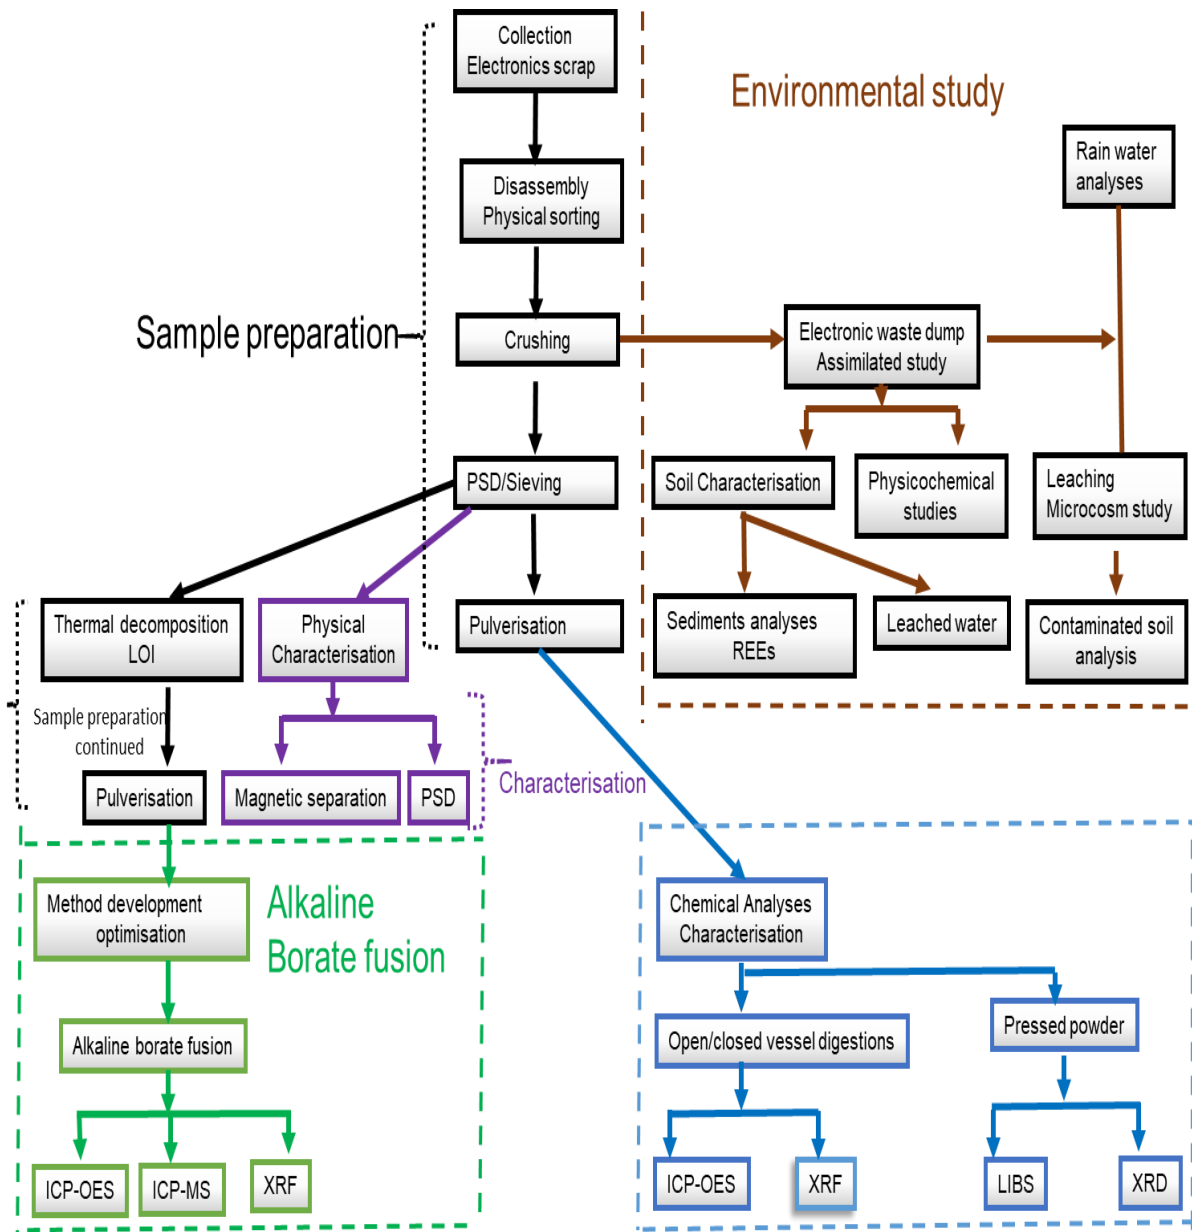 Collection
Electronics scrap
Environmental study
Rain water
analyses
Disassembly
Physical sorting
Sample preparation
Crushing
Electronic waste dump
Assimilated study
PSD/Sieving
Soil Characterisation
Physicochemical
studies
Leaching
Microcosm study
Thermal decomposition
LOI
Physical
Characterisation
Pulverisation
Sediments analyses
REEs
Leached water
Contaminated soil
analysis
Sample preparation
continued
Pulverisation
Magnetic separation
PSD
Characterisation
Method development
optimisation
Alkaline
Borate fusion
Chemical Analyses
Characterisation
Alkaline borate fusion
Open/closed vessel digestions
Pressed powder
ICP-OES
ICP-MS
XRF
ICP-OES
XRF
LIBS
XRD